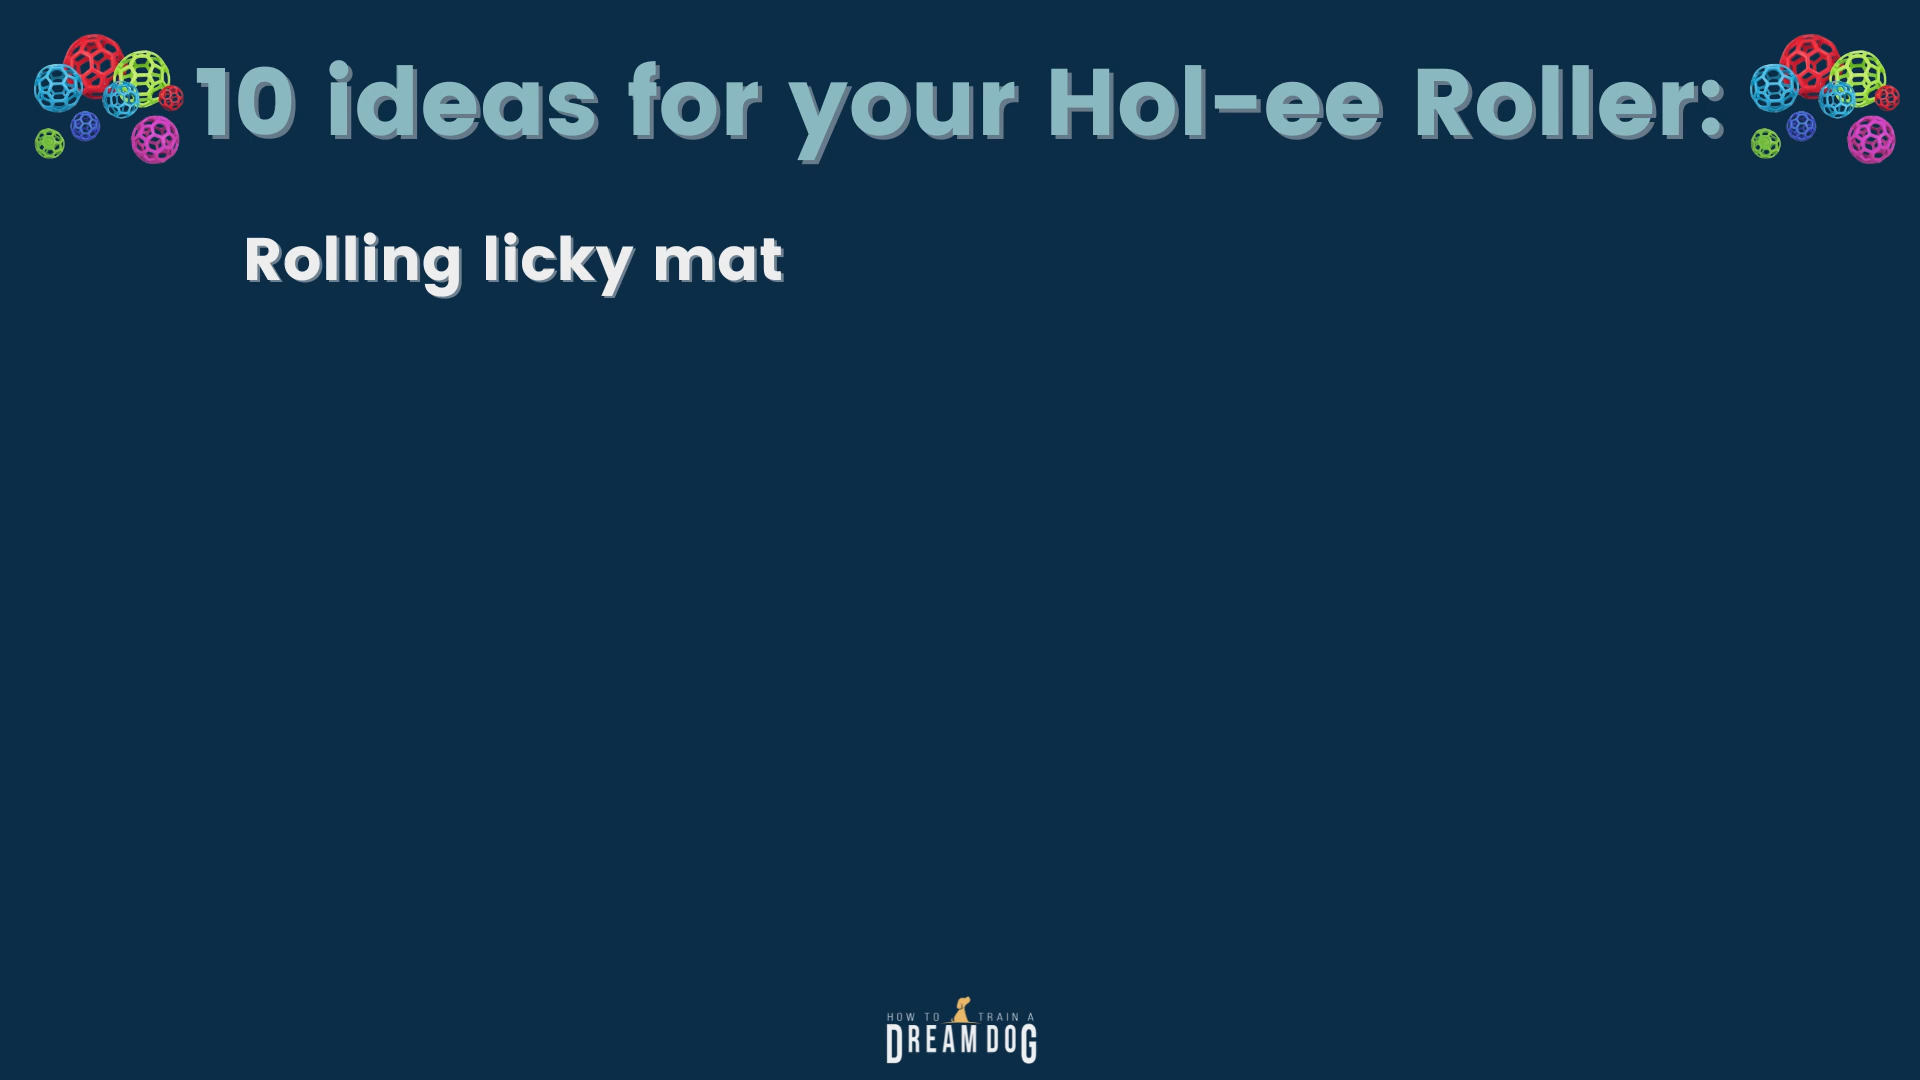 10 ideas for your Hol-ee Roller:
Rolling licky mat
HOW TO TRAIN A
DREAM DOG